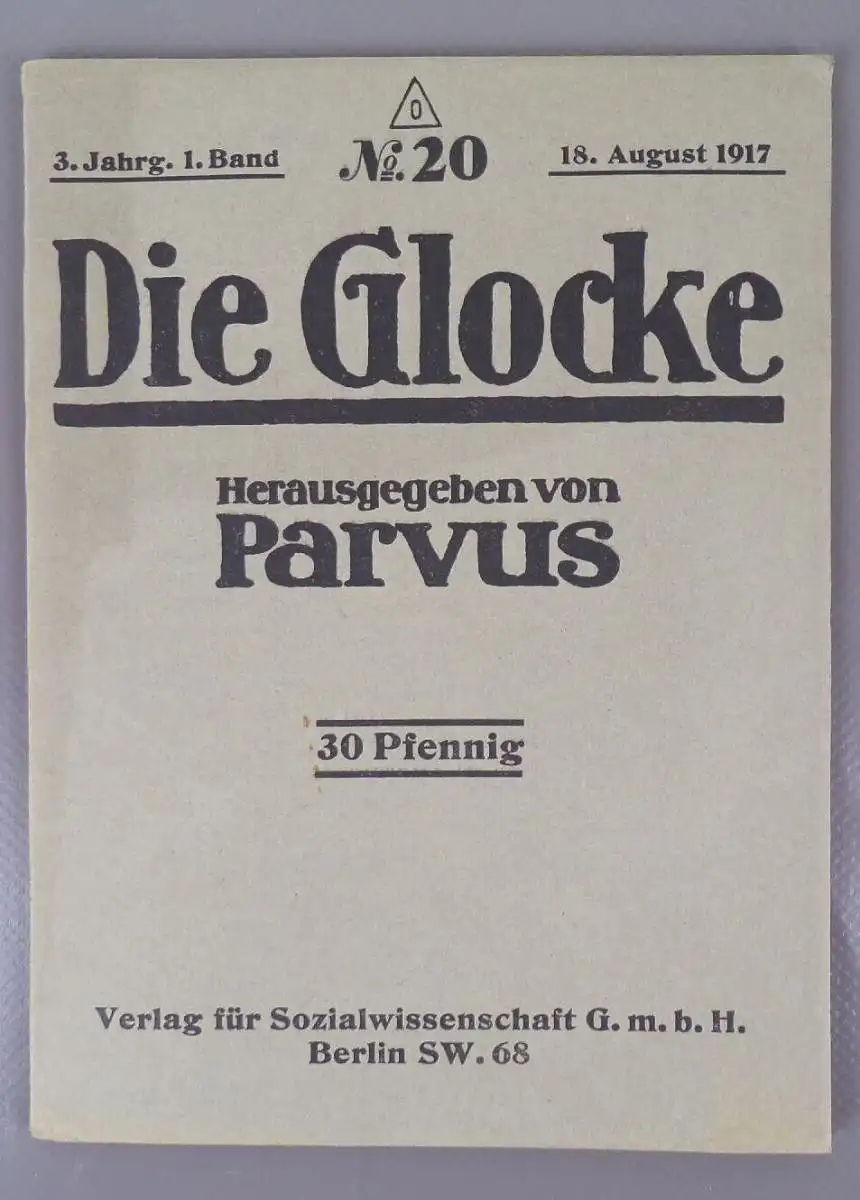 0
3. Jahrg. 1. Band No. 20 18. August 1917
Die Glocke
Herausgegeben von
Parvus
30 Pfennig
Verlag für Sozialwissenschaft G. m. b. H.
Berlin SW. 68